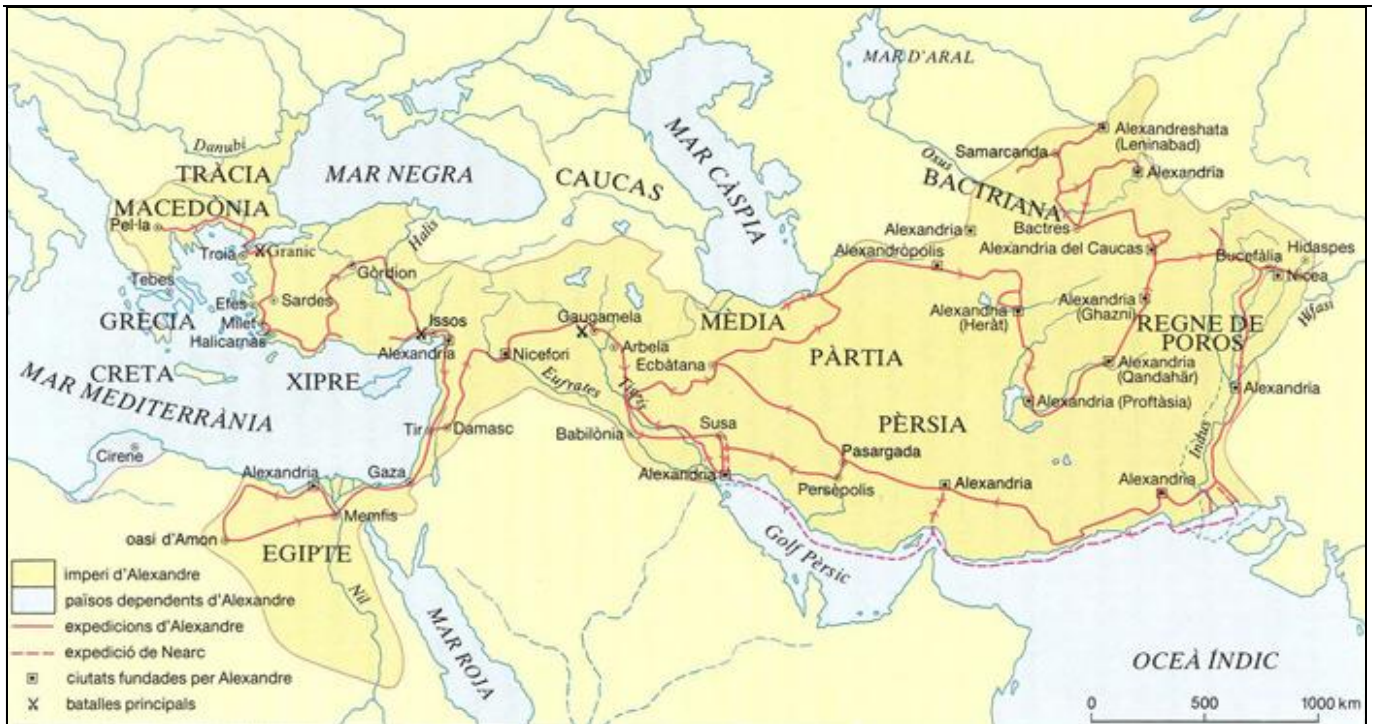 MAR D'ARAL
MAR CÀSPIA
Alexandreshata
(Leninabad)
Danubi
Samarcanda
Oxus
Alexandria
TRÀCIA
MAR NEGRA
CAUCAS
BACTRIANA
MACEDÒNIA
Pel·la
Halis
Alexandria
Bactres
Hidaspes
Troia
Granic
Alexandròpolis
Alexandria del Caucas
Bucefàlia
Gòrdion
Nicea
Tebes
Sardes
Efes
Issos
Gaugamela
MÈDIA
Alexandria
(Heràt)
Alexandria
(Ghazni)
Hifasi
GRÈCIA
Milet
Halicarnàs
Alexandria
Nicefori
Arbela
Ecbàtana
PÀRTIA
REGNE DE
POROS
CRETA
XIPRE
Eufrates
Tigris
Alexandria
(Qandahär)
Alexandria
MAR MEDITERRÀNIA
Alexandria (Proftàsia)
Tir
Damasc
Babilònia
Susa
PÈRSIA
Indus
Cirene
Pasargada
Alexandria
Gaza
Alexandria
Persèpolis
Alexandria
Alexandria
Memfis
oasi d'Amon
EGIPTE
Golf Pèrsic
Nil
MAR ROJA
OCEÀ ÍNDIC
imperi d'Alexandre
països dependents d'Alexandre
expedicions d'Alexandre
expedició de Nearc
ciutats fundades per Alexandre
batalles principals
0 500 1000 km